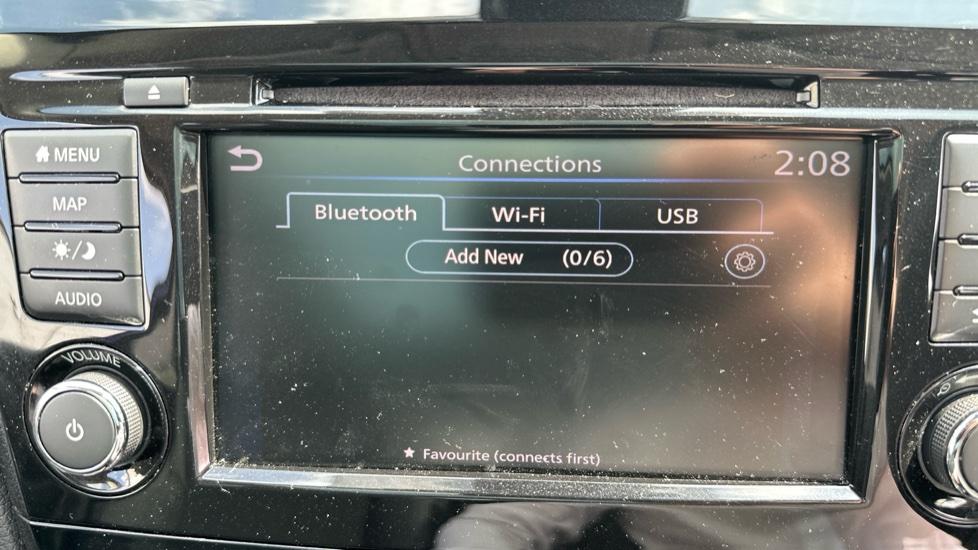 MENU
MAP
AUDIO
VOLUME
Connections
2:08
Bluetooth
Wi-Fi
USB
Add New (0/6)
Favourite (connects first)